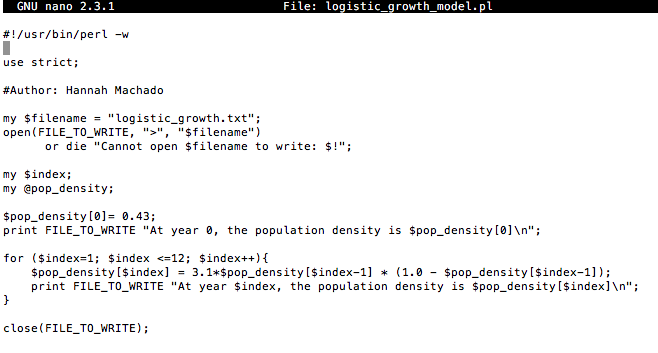 GNU nano 2.3.1 File: logistic_growth_model.pl
#!/usr/bin/perl -w
use strict;
#Author: Hannah Machado
my $filename = "logistic_growth.txt";
open(FILE_TO_WRITE, ">", "$filename")
      or die "Cannot open $filename to write: $!";
my $index;
my @pop_density;
$pop_density[0]= 0.43;
print FILE_TO_WRITE "At year 0, the population density is $pop_density[0]\n";
for ($index=1; $index <=12; $index++){
    $pop_density[$index] = 3.1*$pop_density[$index-1] * (1.0 - $pop_density[$index-1]);
    print FILE_TO_WRITE "At year $index, the population density is $pop_density[$index]\n";
}
close(FILE_TO_WRITE);